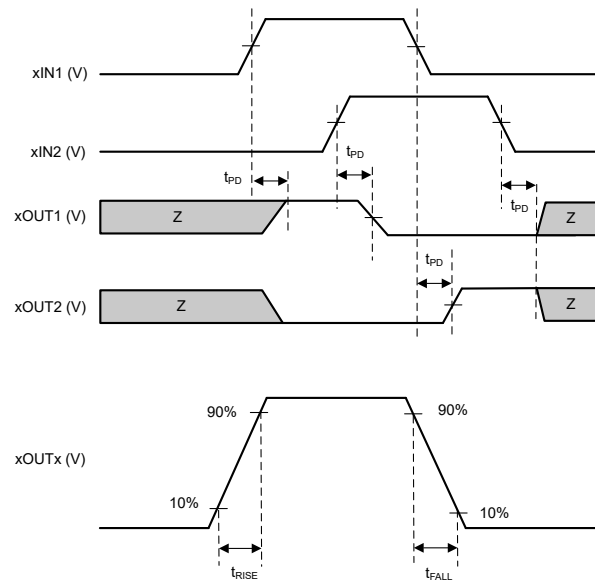 xIN1 (V)
xIN2 (V)
tPD
tPD
tPD
xOUT1 (V)
Z
Z
tPD
xOUT2 (V)
Z
Z
90%
90%
xOUTx (V)
10%
10%
tRISE
tFALL